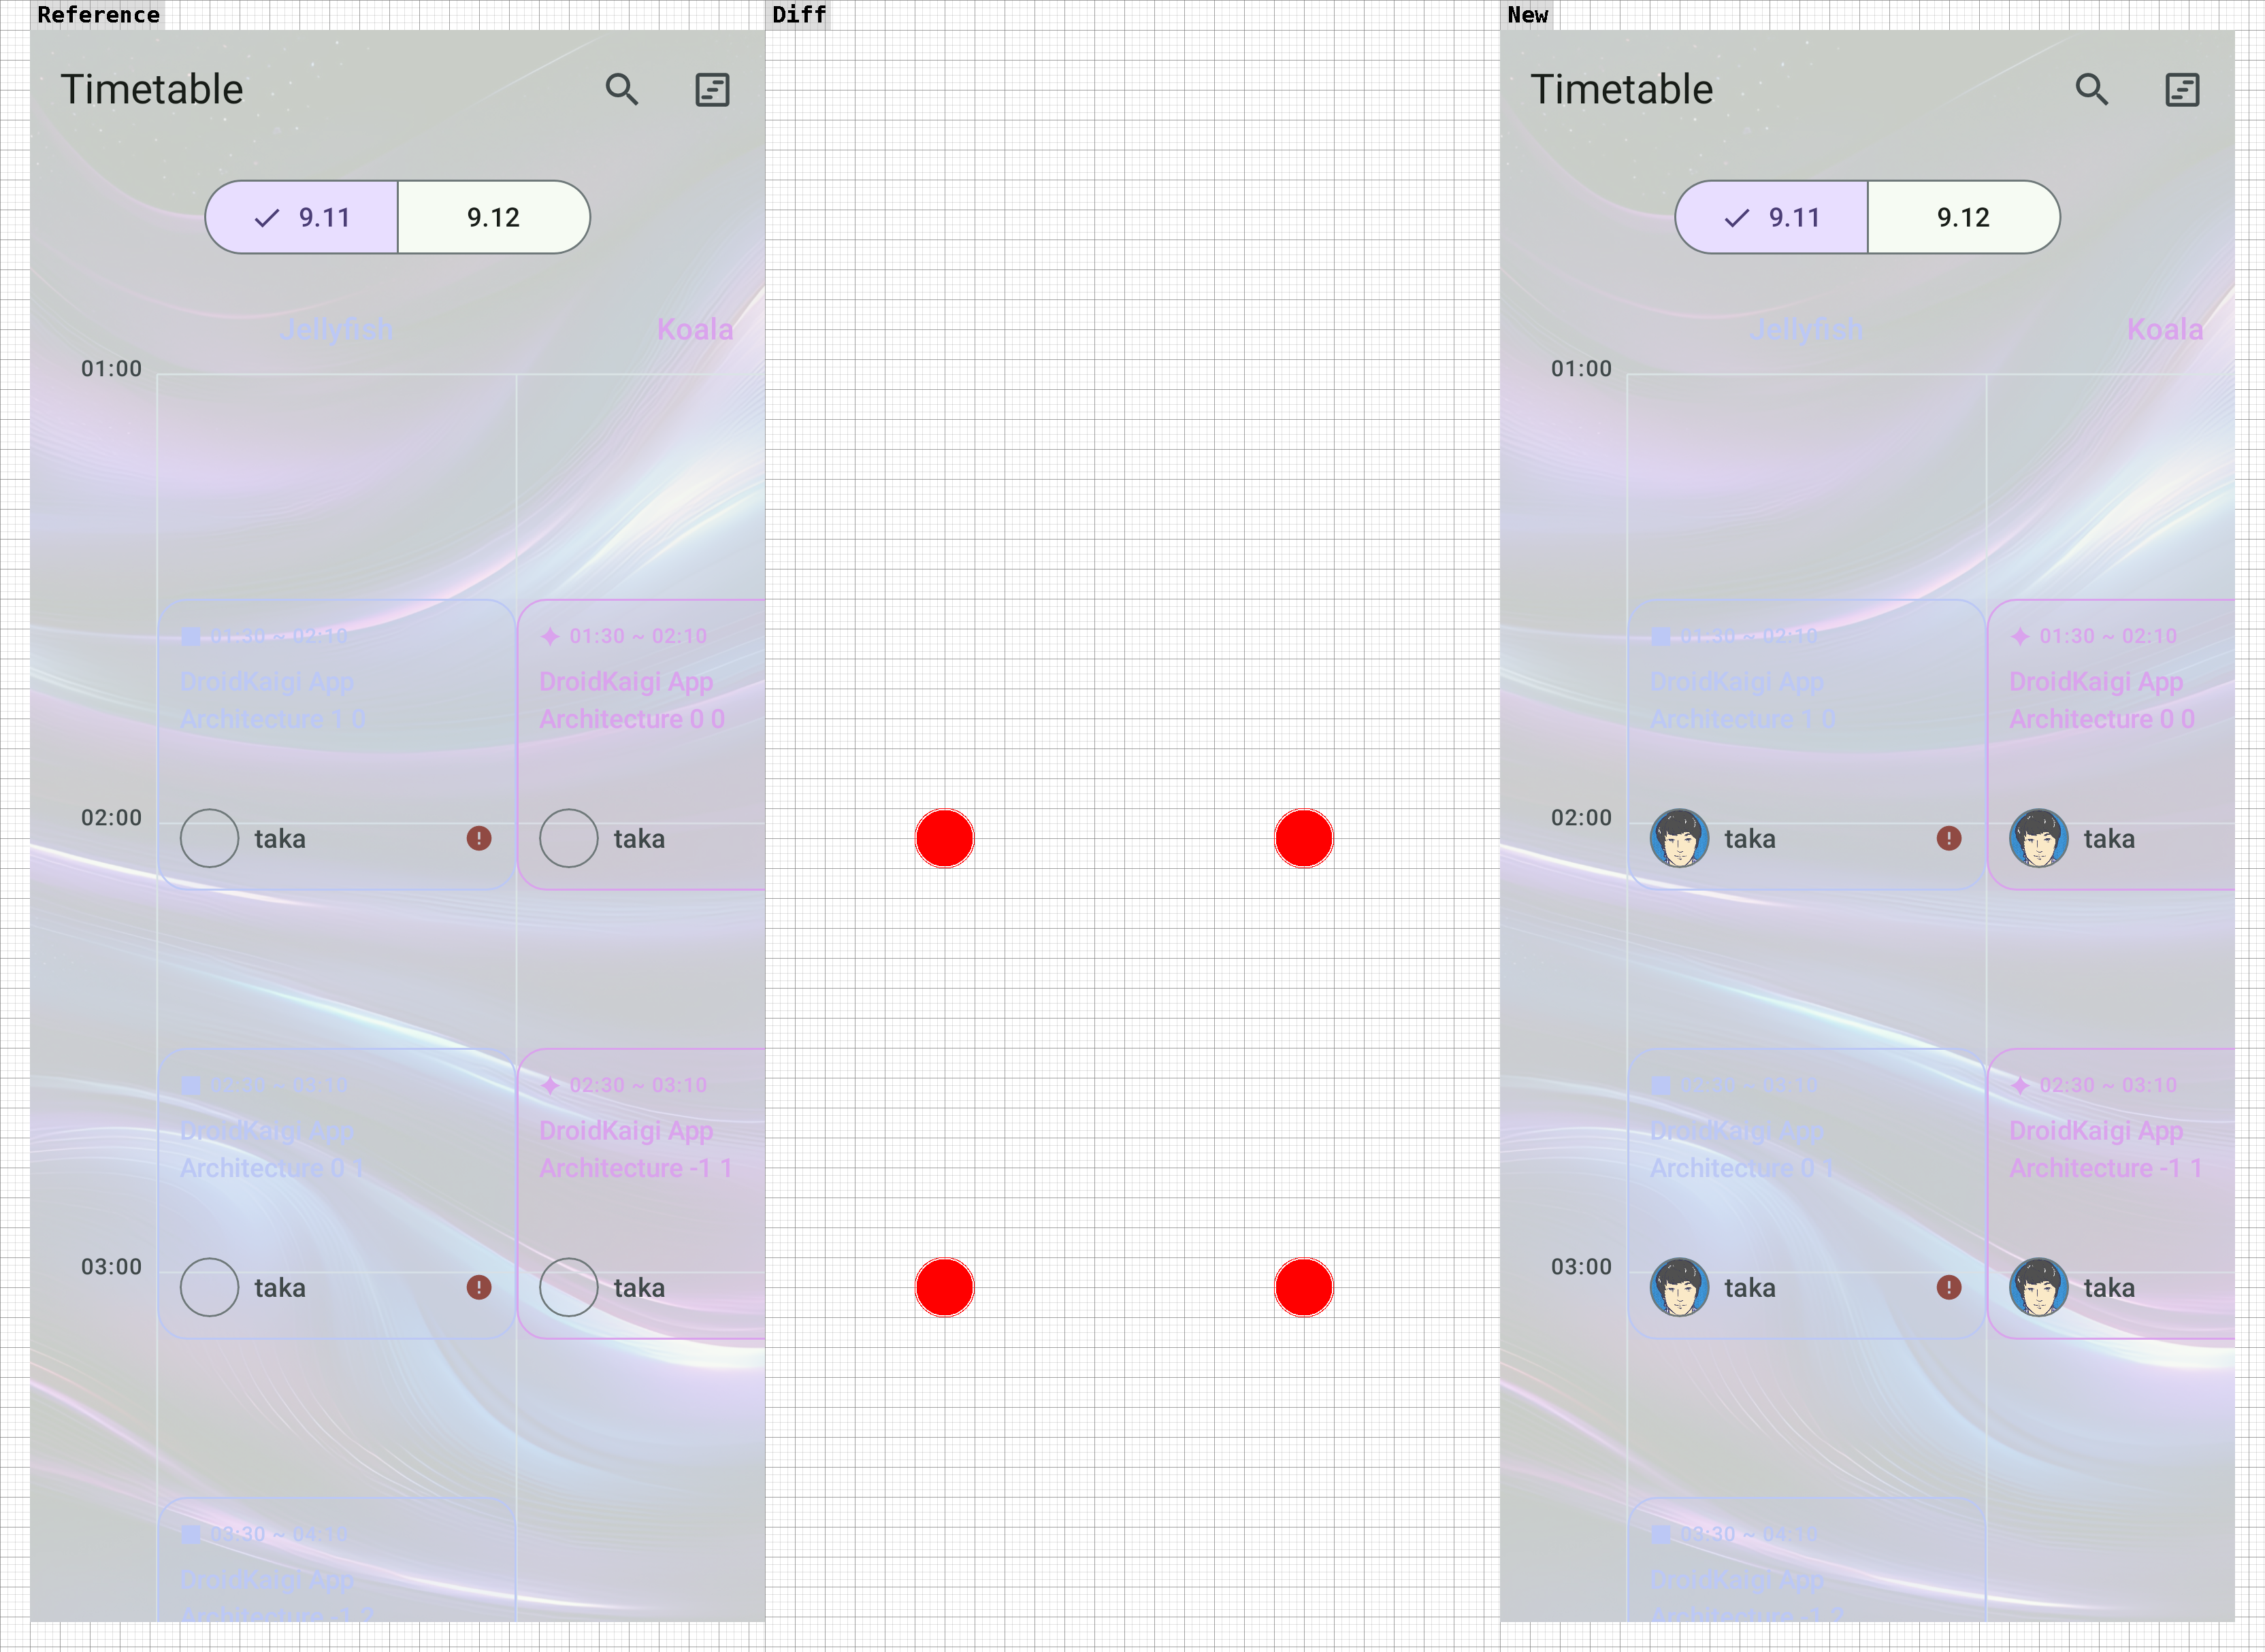 Reference
Timetable
9.11
9.12
Jellyfish
Koala
01:00
01:30 ~ 02:10
01:30 ~ 02:10
DroidKaigi App
Architecture 1 0
DroidKaigi App
Architecture 0 0
02:00
taka
taka
02:30 ~ 03:10
02:30 ~ 03:10
DroidKaigi App
Architecture 0 1
DroidKaigi App
Architecture -1 1
03:00
taka
taka
03:30 ~ 04:10
DroidKaigi App
Architecture -1 2
Diff
New
Timetable
9.11
9.12
Jellyfish
Koala
01:00
01:30 ~ 02:10
01:30 ~ 02:10
DroidKaigi App
Architecture 1 0
DroidKaigi App
Architecture 0 0
02:00
taka
taka
02:30 ~ 03:10
02:30 ~ 03:10
DroidKaigi App
Architecture 0 1
DroidKaigi App
Architecture -1 1
03:00
taka
taka
03:30 ~ 04:10
DroidKaigi App
Architecture -1 2